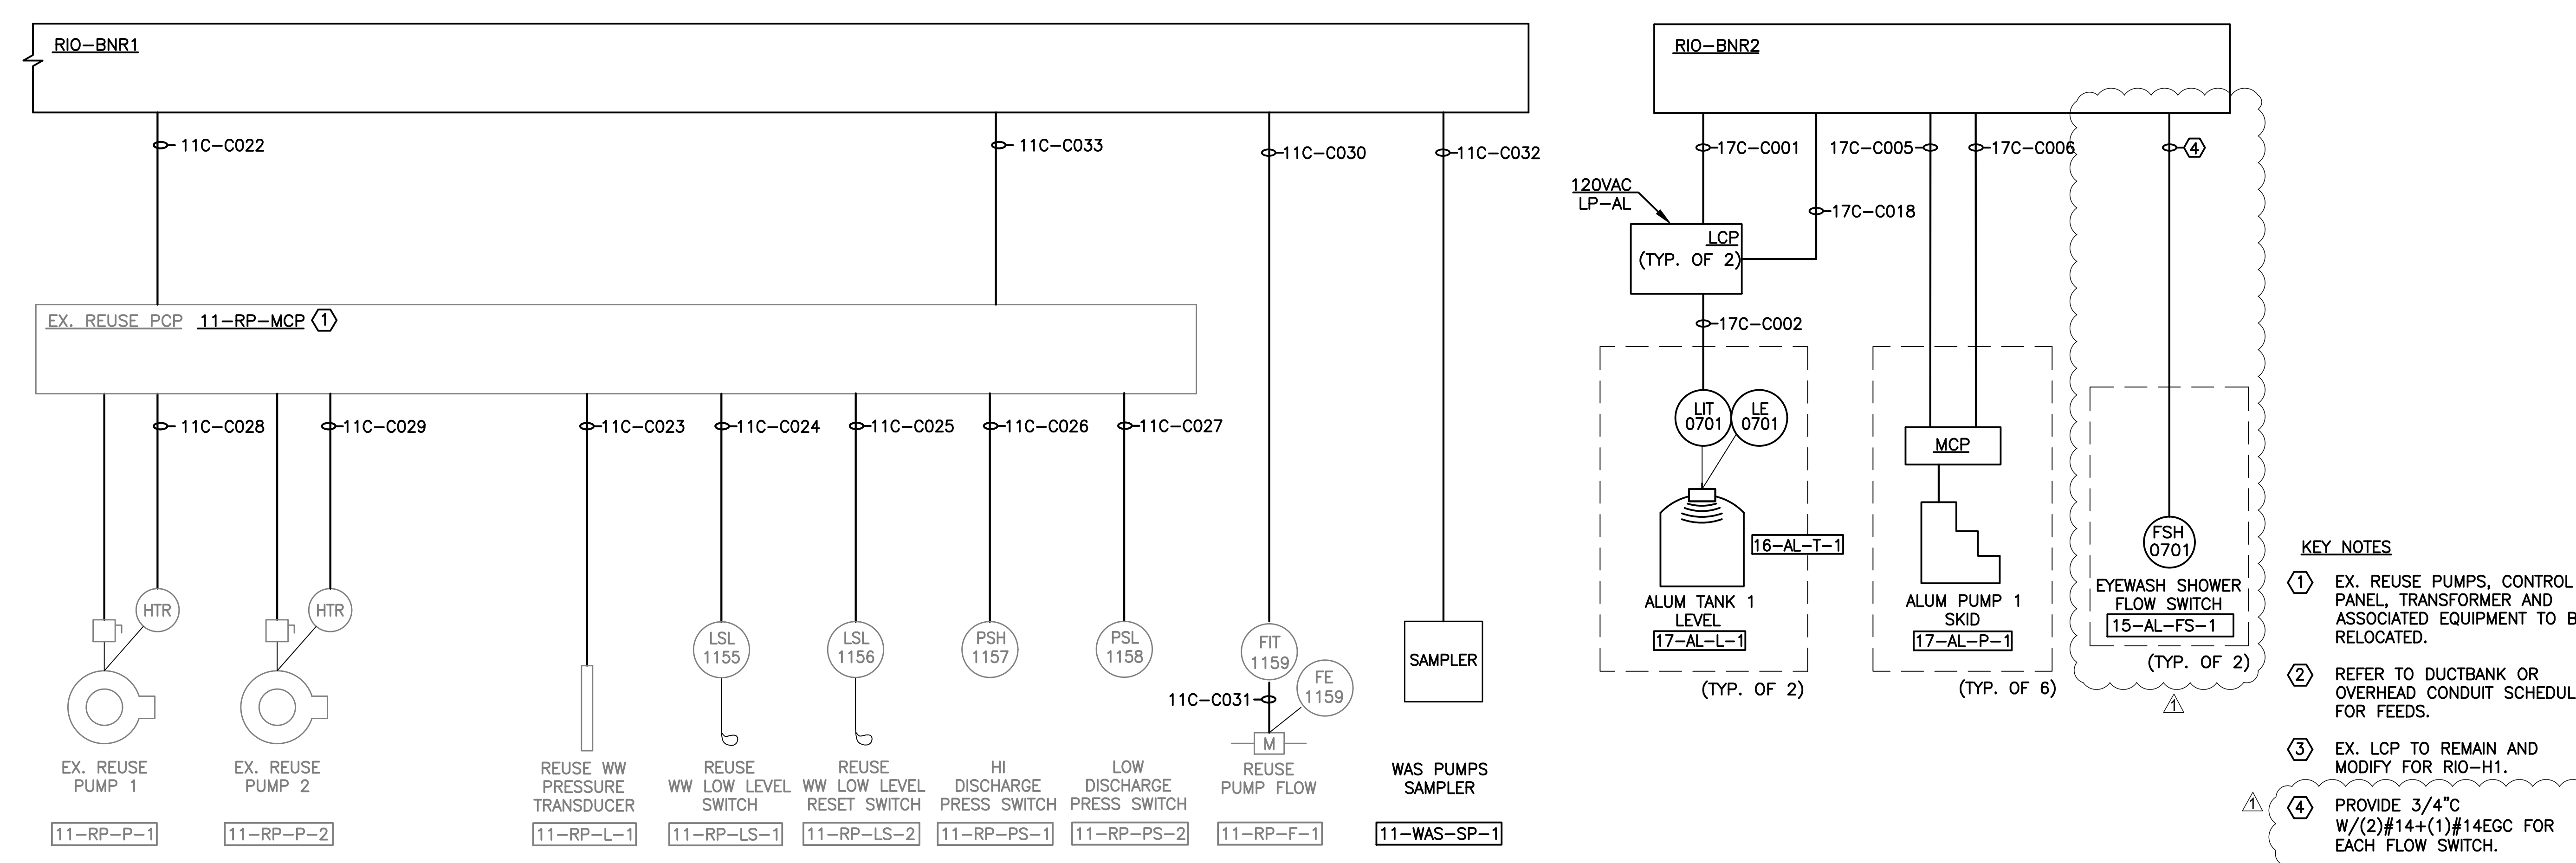 RIO-BNR1
11C-C022
11C-C033
11C-C030
11C-C032
EX. REUSE PCP 11-RP-MCP 1
11C-C028
11C-C029
11C-C023
11C-C024
11C-C025
11C-C026
11C-C027
HTR
HTR
LSL
1155
LSL
1156
PSH
1157
PSL
1158
FIT
1159
FE
1159
11C-C031
M
SAMPLER
EX. REUSE
PUMP 1
11-RP-P-1
EX. REUSE
PUMP 2
11-RP-P-2
REUSE WW
PRESSURE
TRANSDUCER
11-RP-L-1
REUSE
WW LOW LEVEL
SWITCH
11-RP-LS-1
REUSE
WW LOW LEVEL
RESET SWITCH
11-RP-LS-2
HI
DISCHARGE
PRESS SWITCH
11-RP-PS-1
LOW
DISCHARGE
PRESS SWITCH
11-RP-PS-2
REUSE
PUMP FLOW
11-RP-F-1
WAS PUMPS
SAMPLER
11-WAS-SP-1
RIO-BNR2
17C-C001
17C-C005
17C-C006
4
120VAC
LP-AL
17C-C018
LCP
(TYP. OF 2)
17C-C002
LIT
0701
LE
0701
16-AL-T-1
ALUM TANK 1
LEVEL
17-AL-L-1
(TYP. OF 2)
MCP
ALUM PUMP 1
SKID
17-AL-P-1
(TYP. OF 6)
FSH
0701
EYEWASH SHOWER
FLOW SWITCH
15-AL-FS-1
(TYP. OF 2)
1
KEY NOTES
1 EX. REUSE PUMPS, CONTROL
PANEL, TRANSFORMER AND
ASSOCIATED EQUIPMENT TO B
RELOCATED.
2 REFER TO DUCTBANK OR
OVERHEAD CONDUIT SCHEDUL
FOR FEEDS.
3 EX. LCP TO REMAIN AND
MODIFY FOR RIO-H1.
1
4 PROVIDE 3/4"C
W/(2)#14+(1)#14EGC FOR
EACH FLOW SWITCH.